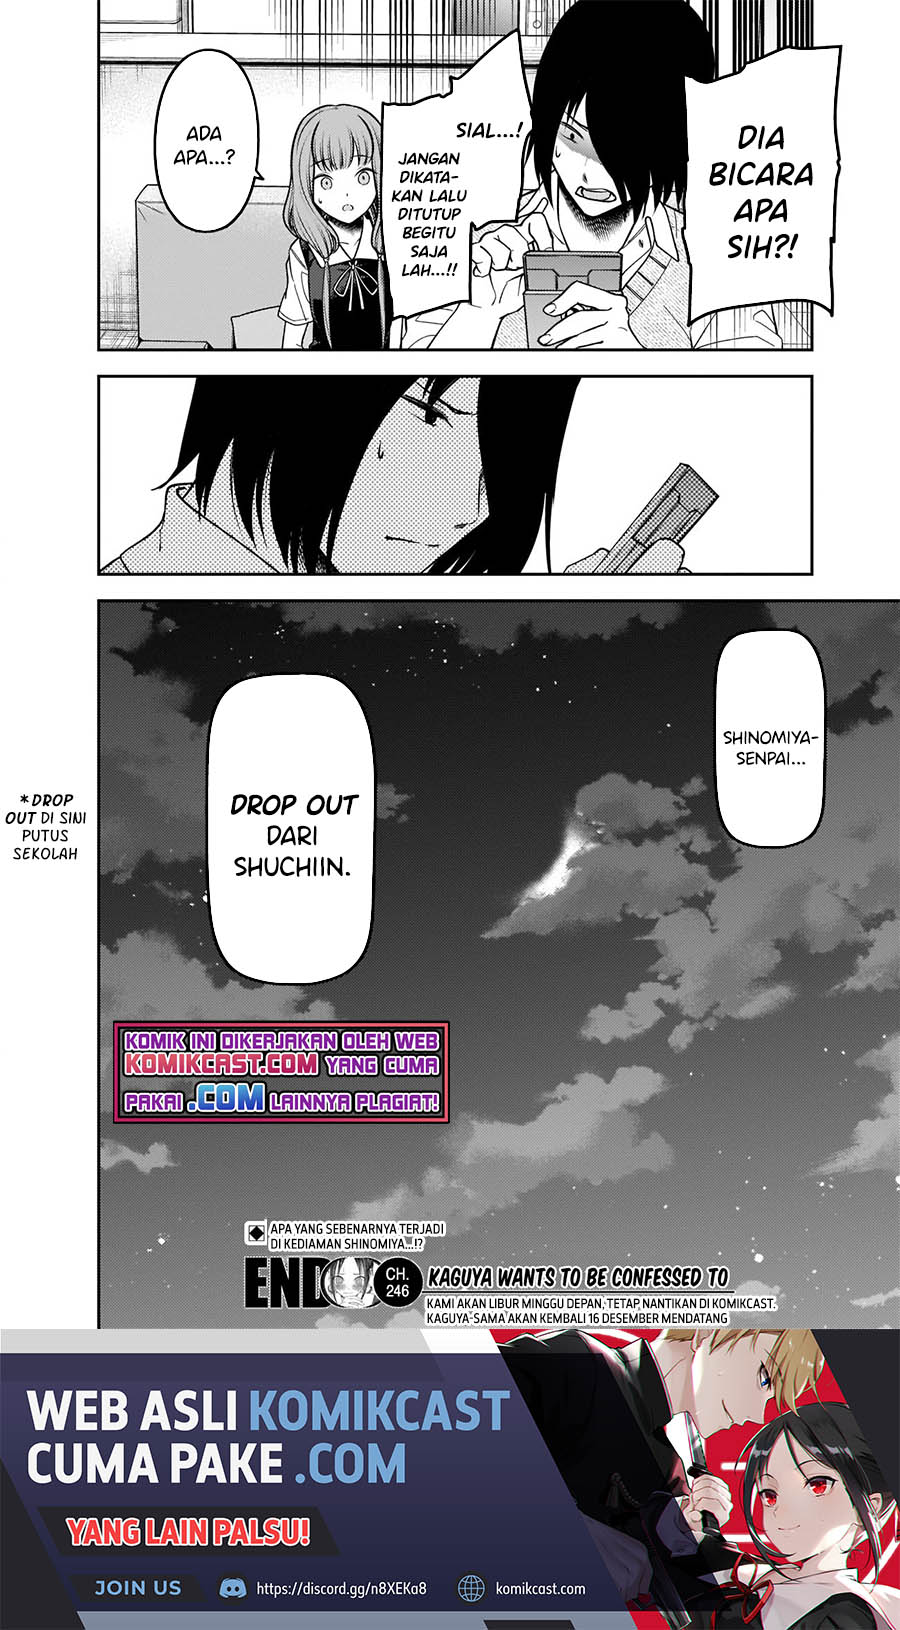 DIA
BICARA
APA
SIH?!
SIAL...!
JANGAN
DIKATA-
KAN LALU
DITUTUP
BEGITU
SAJA
LAH...!!
ADA
APA...?
SHINOMIYA-
SENPAI...
DROP OUT
DARI
SHUCHIIN.
*DROP
OUT DI SINI
PUTUS
SEKOLAH
KOMIK INI DIKERJAKAN OLEH WEB
KOMIKCAST.COM YANG CUMA
PAKAI .COM LAINNYA PLAGIAT!
APA YANG SEBENARNYA TERJADI
DI KEDIAMAN SHINOMIYA...!?
END CH. 246 KAGUYA WANTS TO BE CONFESSED TO
KAMI AKAN LIBUR MINGGU DEPAN, TETAP NANTIKAN DI KOMIKCAST.
KAGUYA-SAMA AKAN KEMBALI 16 DESEMBER MENDATANG
WEB ASLI KOMIKCAST
CUMA PAKE .COM
YANG LAIN PALSU!
JOIN US https://discord.gg/n8XEKa8 komikcast.com